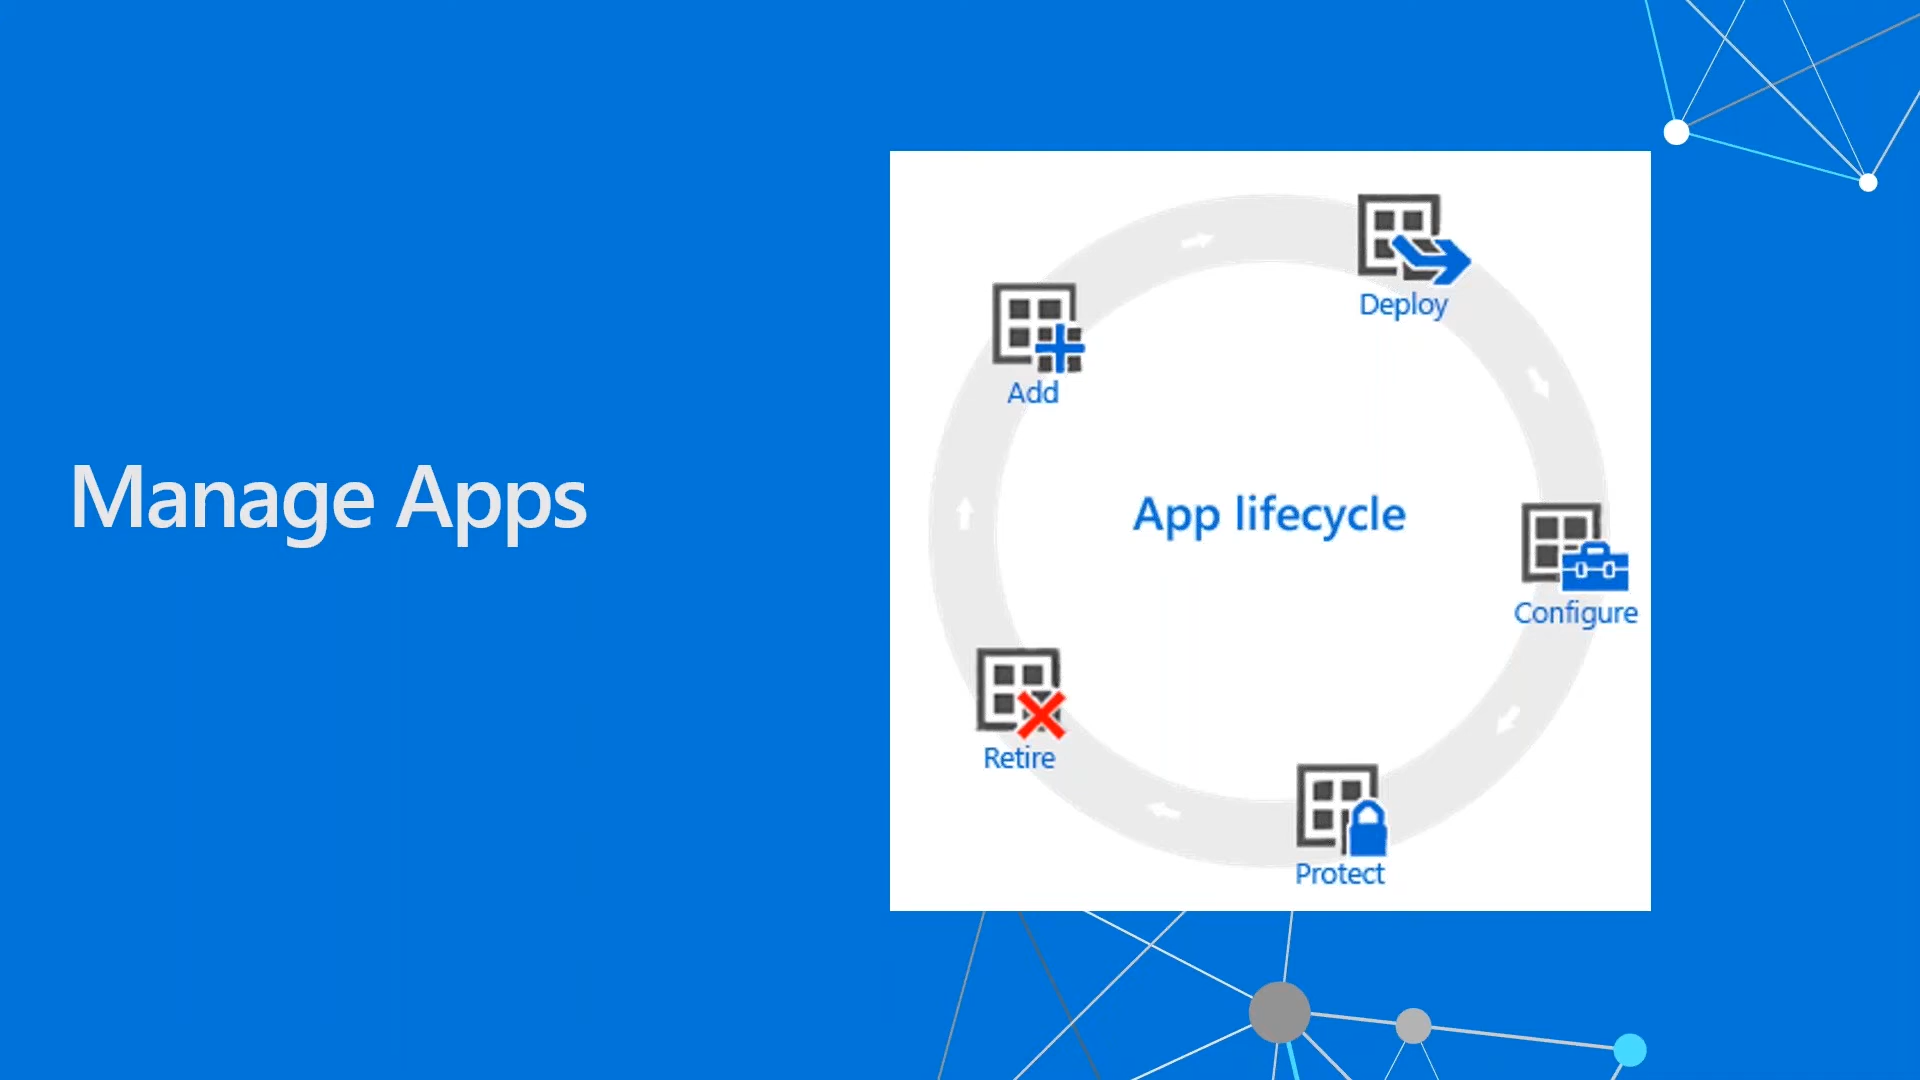 Manage Apps
App lifecycle
Add
Deploy
Configure
Protect
Retire